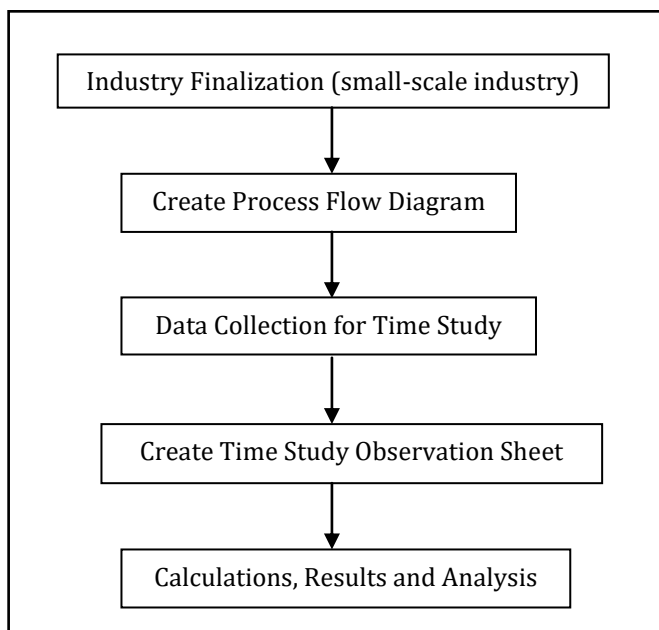 Industry Finalization (small-scale industry)
Create Process Flow Diagram
Data Collection for Time Study
Create Time Study Observation Sheet
Calculations, Results and Analysis